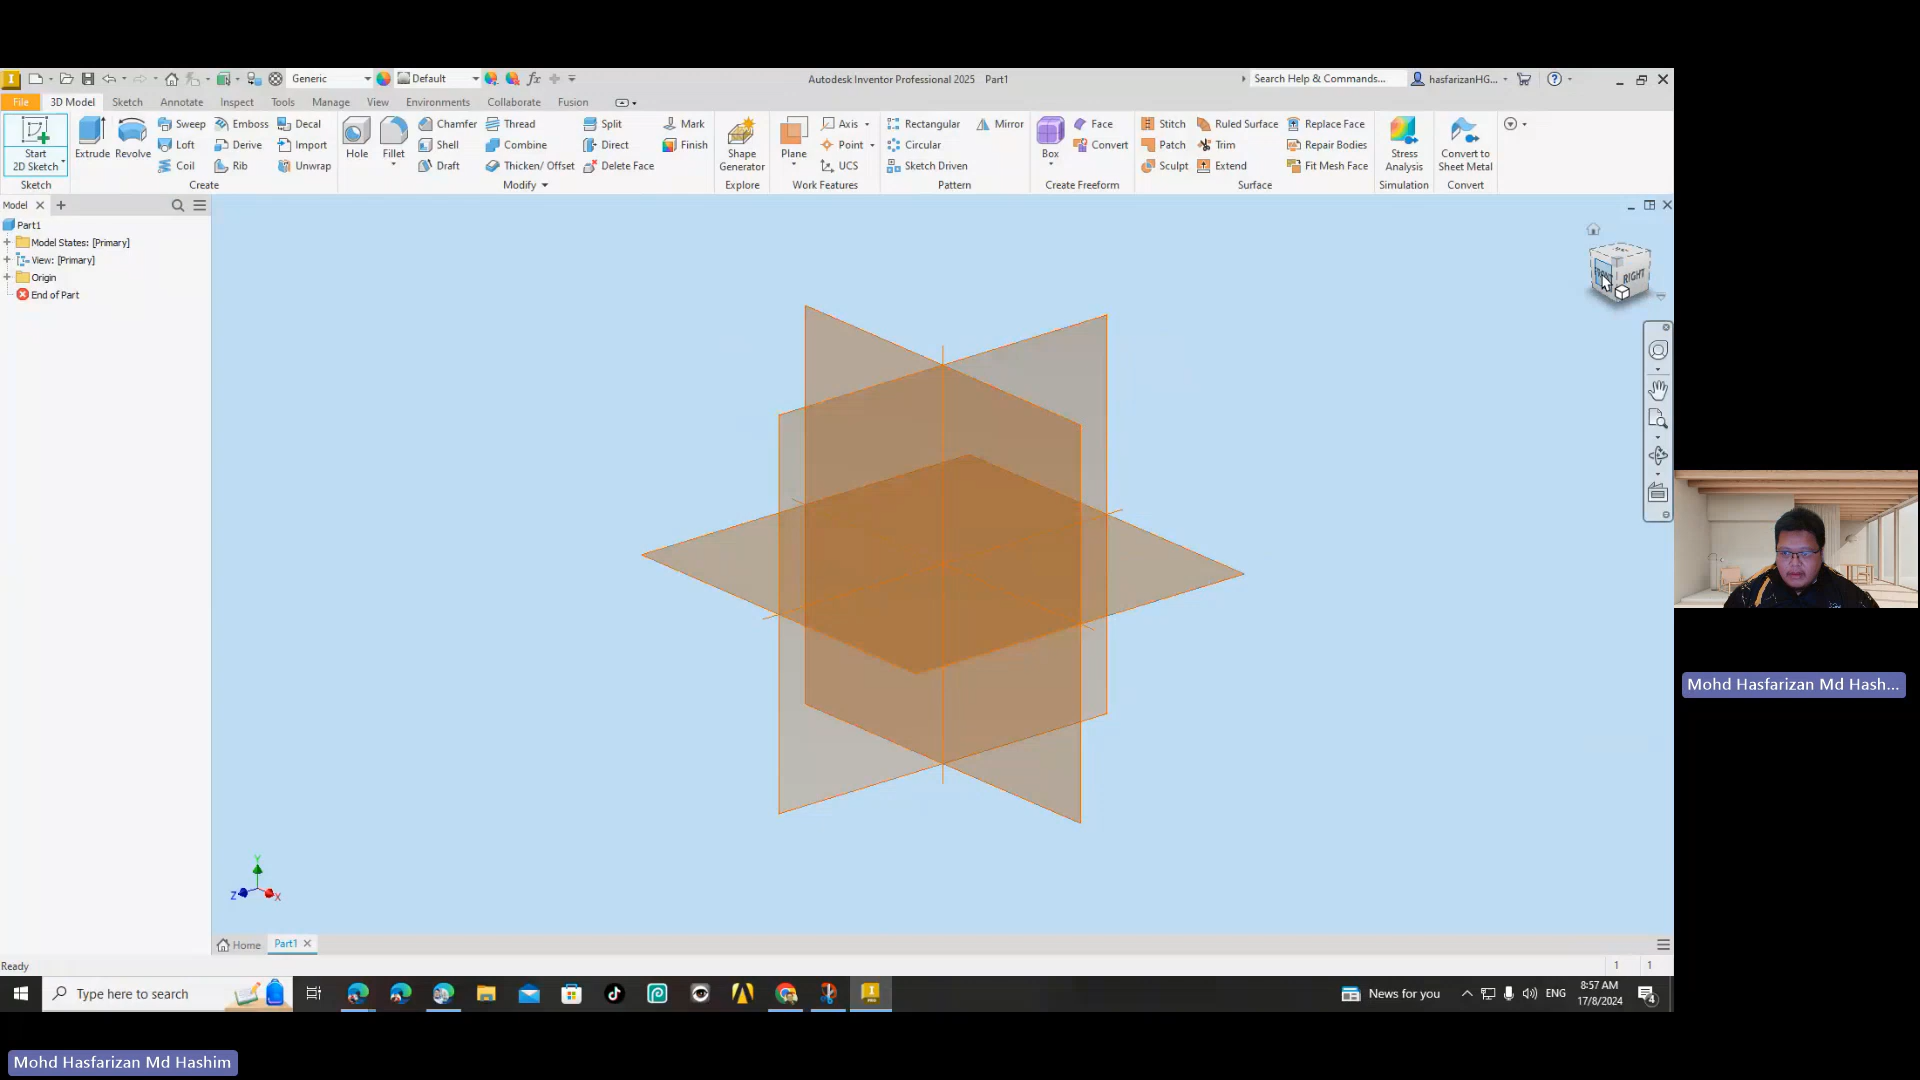 Generic
Default
Autodesk Inventor Professional 2025 Part1
Search Help & Commands...
hasfarizanHG...
File
3D Model
Sketch
Annotate
Inspect
Tools
Manage
View
Environments
Collaborate
Fusion
Start
2D Sketch
Sketch
Extrude
Revolve
Sweep
Loft
Coil
Emboss
Derive
Rib
Decal
Import
Unwrap
Create
Hole
Fillet
Chamfer
Shell
Draft
Thread
Combine
Thicken/ Offset
Split
Direct
Delete Face
Mark
Finish
Modify
Shape
Generator
Explore
Plane
Axis
Point
UCS
Work Features
Rectangular
Circular
Sketch Driven
Mirror
Pattern
Box
Face
Convert
Create Freeform
Stitch
Patch
Sculpt
Ruled Surface
Trim
Extend
Replace Face
Repair Bodies
Fit Mesh Face
Surface
Stress
Analysis
Simulation
Convert to
Sheet Metal
Convert
Model
Part1
Model States: [Primary]
View: [Primary]
Origin
End of Part
FRONT
RIGHT
Y
Z
X
Home
Part1
Ready
1
1
Type here to search
News for you
ENG
8:57 AM
17/8/2024
4
Mohd Hasfarizan Md Hash...
Mohd Hasfarizan Md Hashim